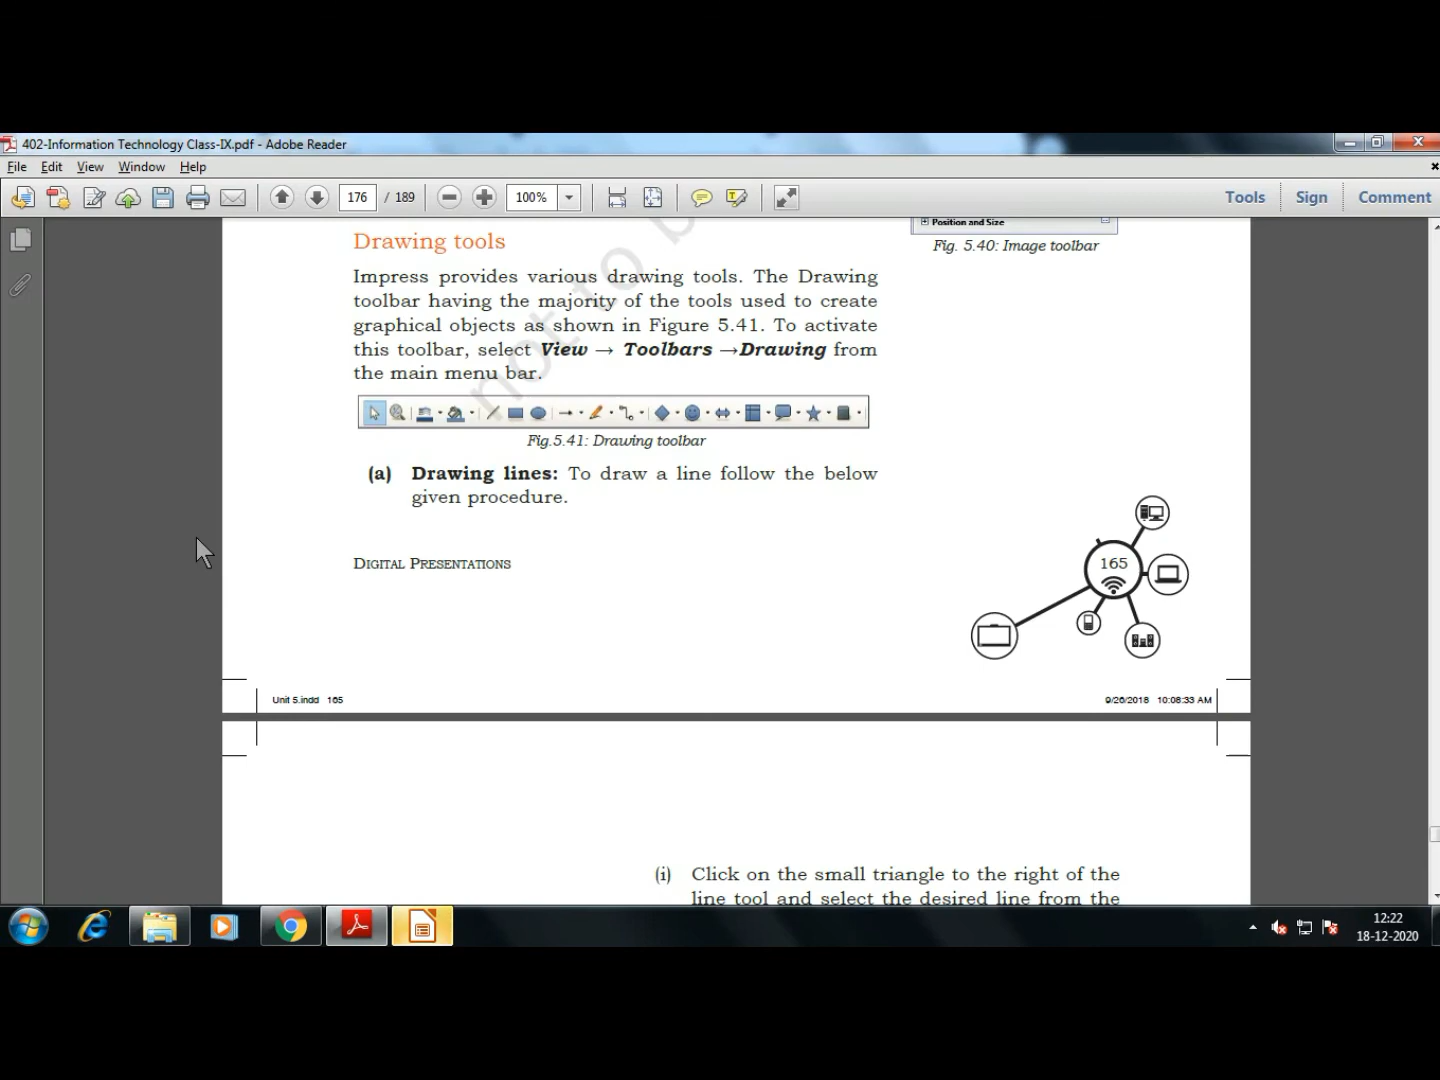 402-Information Technology Class-IX.pdf - Adobe Reader
File Edit View Window Help
176 / 189 100% Tools Sign Comment
Position and Size
Fig. 5.40: Image toolbar
Drawing tools
Impress provides various drawing tools. The Drawing
toolbar having the majority of the tools used to create
graphical objects as shown in Figure 5.41. To activate
this toolbar, select View → Toolbars →Drawing from
the main menu bar.
not to b
Fig.5.41: Drawing toolbar
(a) Drawing lines: To draw a line follow the below
given procedure.
DIGITAL PRESENTATIONS
165
Unit 5.indd 165
9/26/2018 10:08:33 AM
(i) Click on the small triangle to the right of the
line tool and select the desired line from the
12:22
18-12-2020